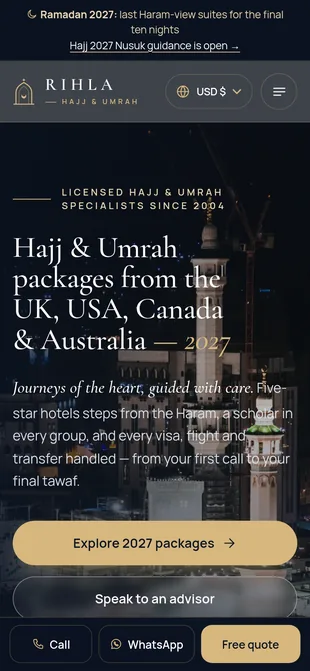 Ramadan 2027: last Haram-view suites for the final
ten nights
Hajj 2027 Nusuk guidance is open →
RIHLA
HAJJ & UMRAH
USD $
LICENSED HAJJ & UMRAH
SPECIALISTS SINCE 2004
Hajj & Umrah
packages from the
UK, USA, Canada
& Australia — 2027
Journeys of the heart, guided with care. Five-
star hotels steps from the Haram, a scholar in
every group, and every visa, flight and
transfer handled — from your first call to your
final tawaf.
Explore 2027 packages →
Speak to an advisor
Call
WhatsApp
Free quote